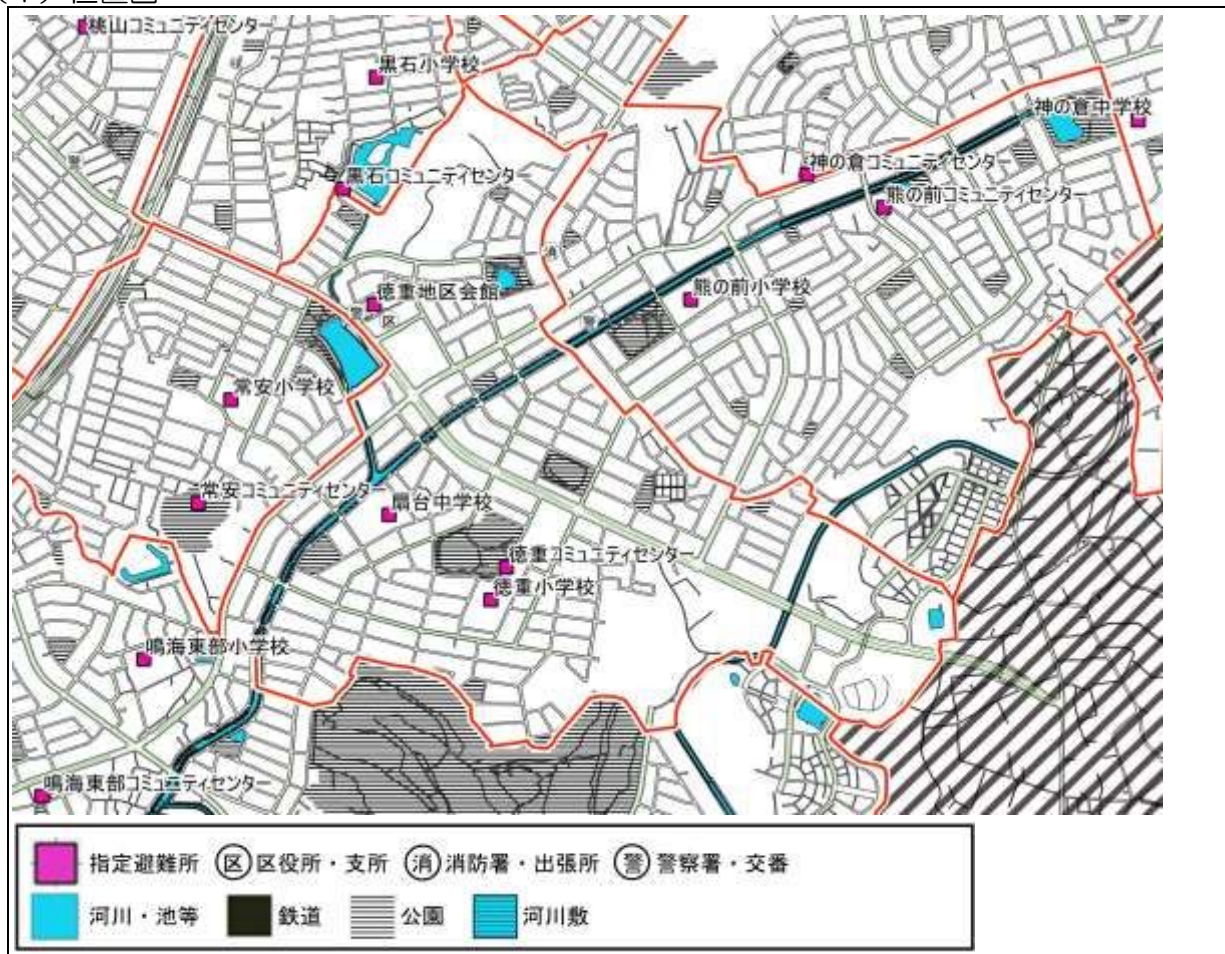 桃山コミュニティセンター
黒石小学校
神の倉中学校
神の倉コミュニティセンター
黒石コミュニティセンター
熊の前コミュニティセンター
消
熊の前小学校
徳重地区会館
警 区
警
常安小学校
常安コミュニティセンター
扇台中学校
徳重コミュニティセンター
徳重小学校
鳴海東部小学校
鳴海東部コミュニティセンター
指定避難所 区 区役所・支所 消 消防署・出張所 警 警察署・交番
河川・池等 鉄道 公園 河川敷